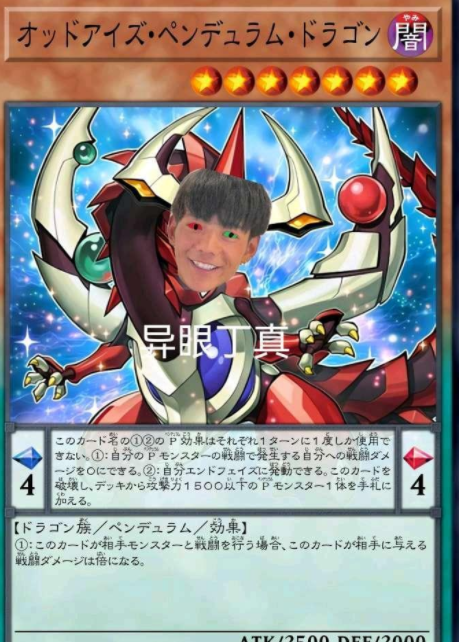 オッドアイズ・ペンデュラム・ドラゴン
闇
やみ
异眼丁真
このカード名の①②のP効果はそれぞれ1ターンに1度しか使用で
きない。①:自分のPモンスターの戦闘で発生する自分への戦闘ダメ
ージを0にできる。②:自分エンドフェイズに発動できる。このカードを
破壊し、デッキから攻撃力1500以下のPモンスター1体を手札に
加える。
4
4
【ドラゴン族/ペンデュラム/効果】
①:このカードが相手モンスターと戦闘を行う場合、このカードが相手に与える
戦闘ダメージは倍になる。
ATK/2500 DEF/2000